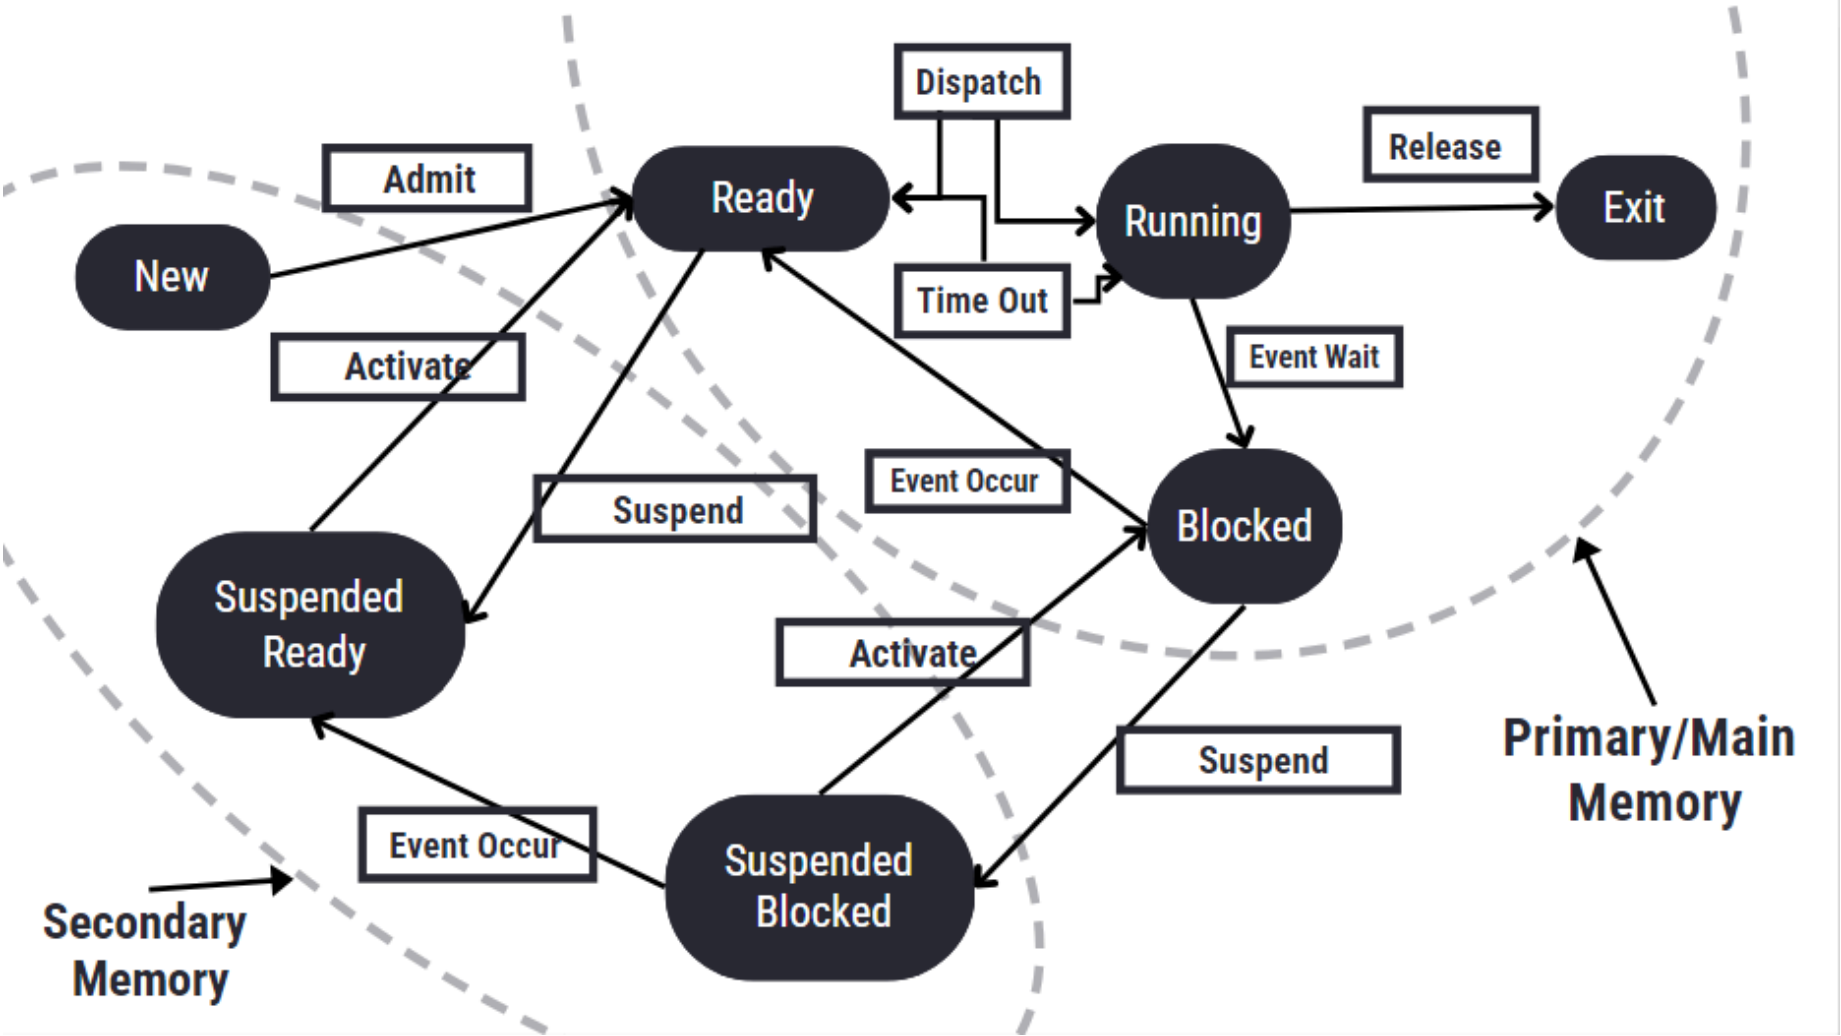 Dispatch
Release
Admit
Ready
Running
Exit
New
Time Out
Activate
Event Wait
Event Occur
Suspend
Blocked
Suspended
Ready
Activate
Primary/Main
Memory
Suspend
Event Occur
Suspended
Blocked
Secondary
Memory